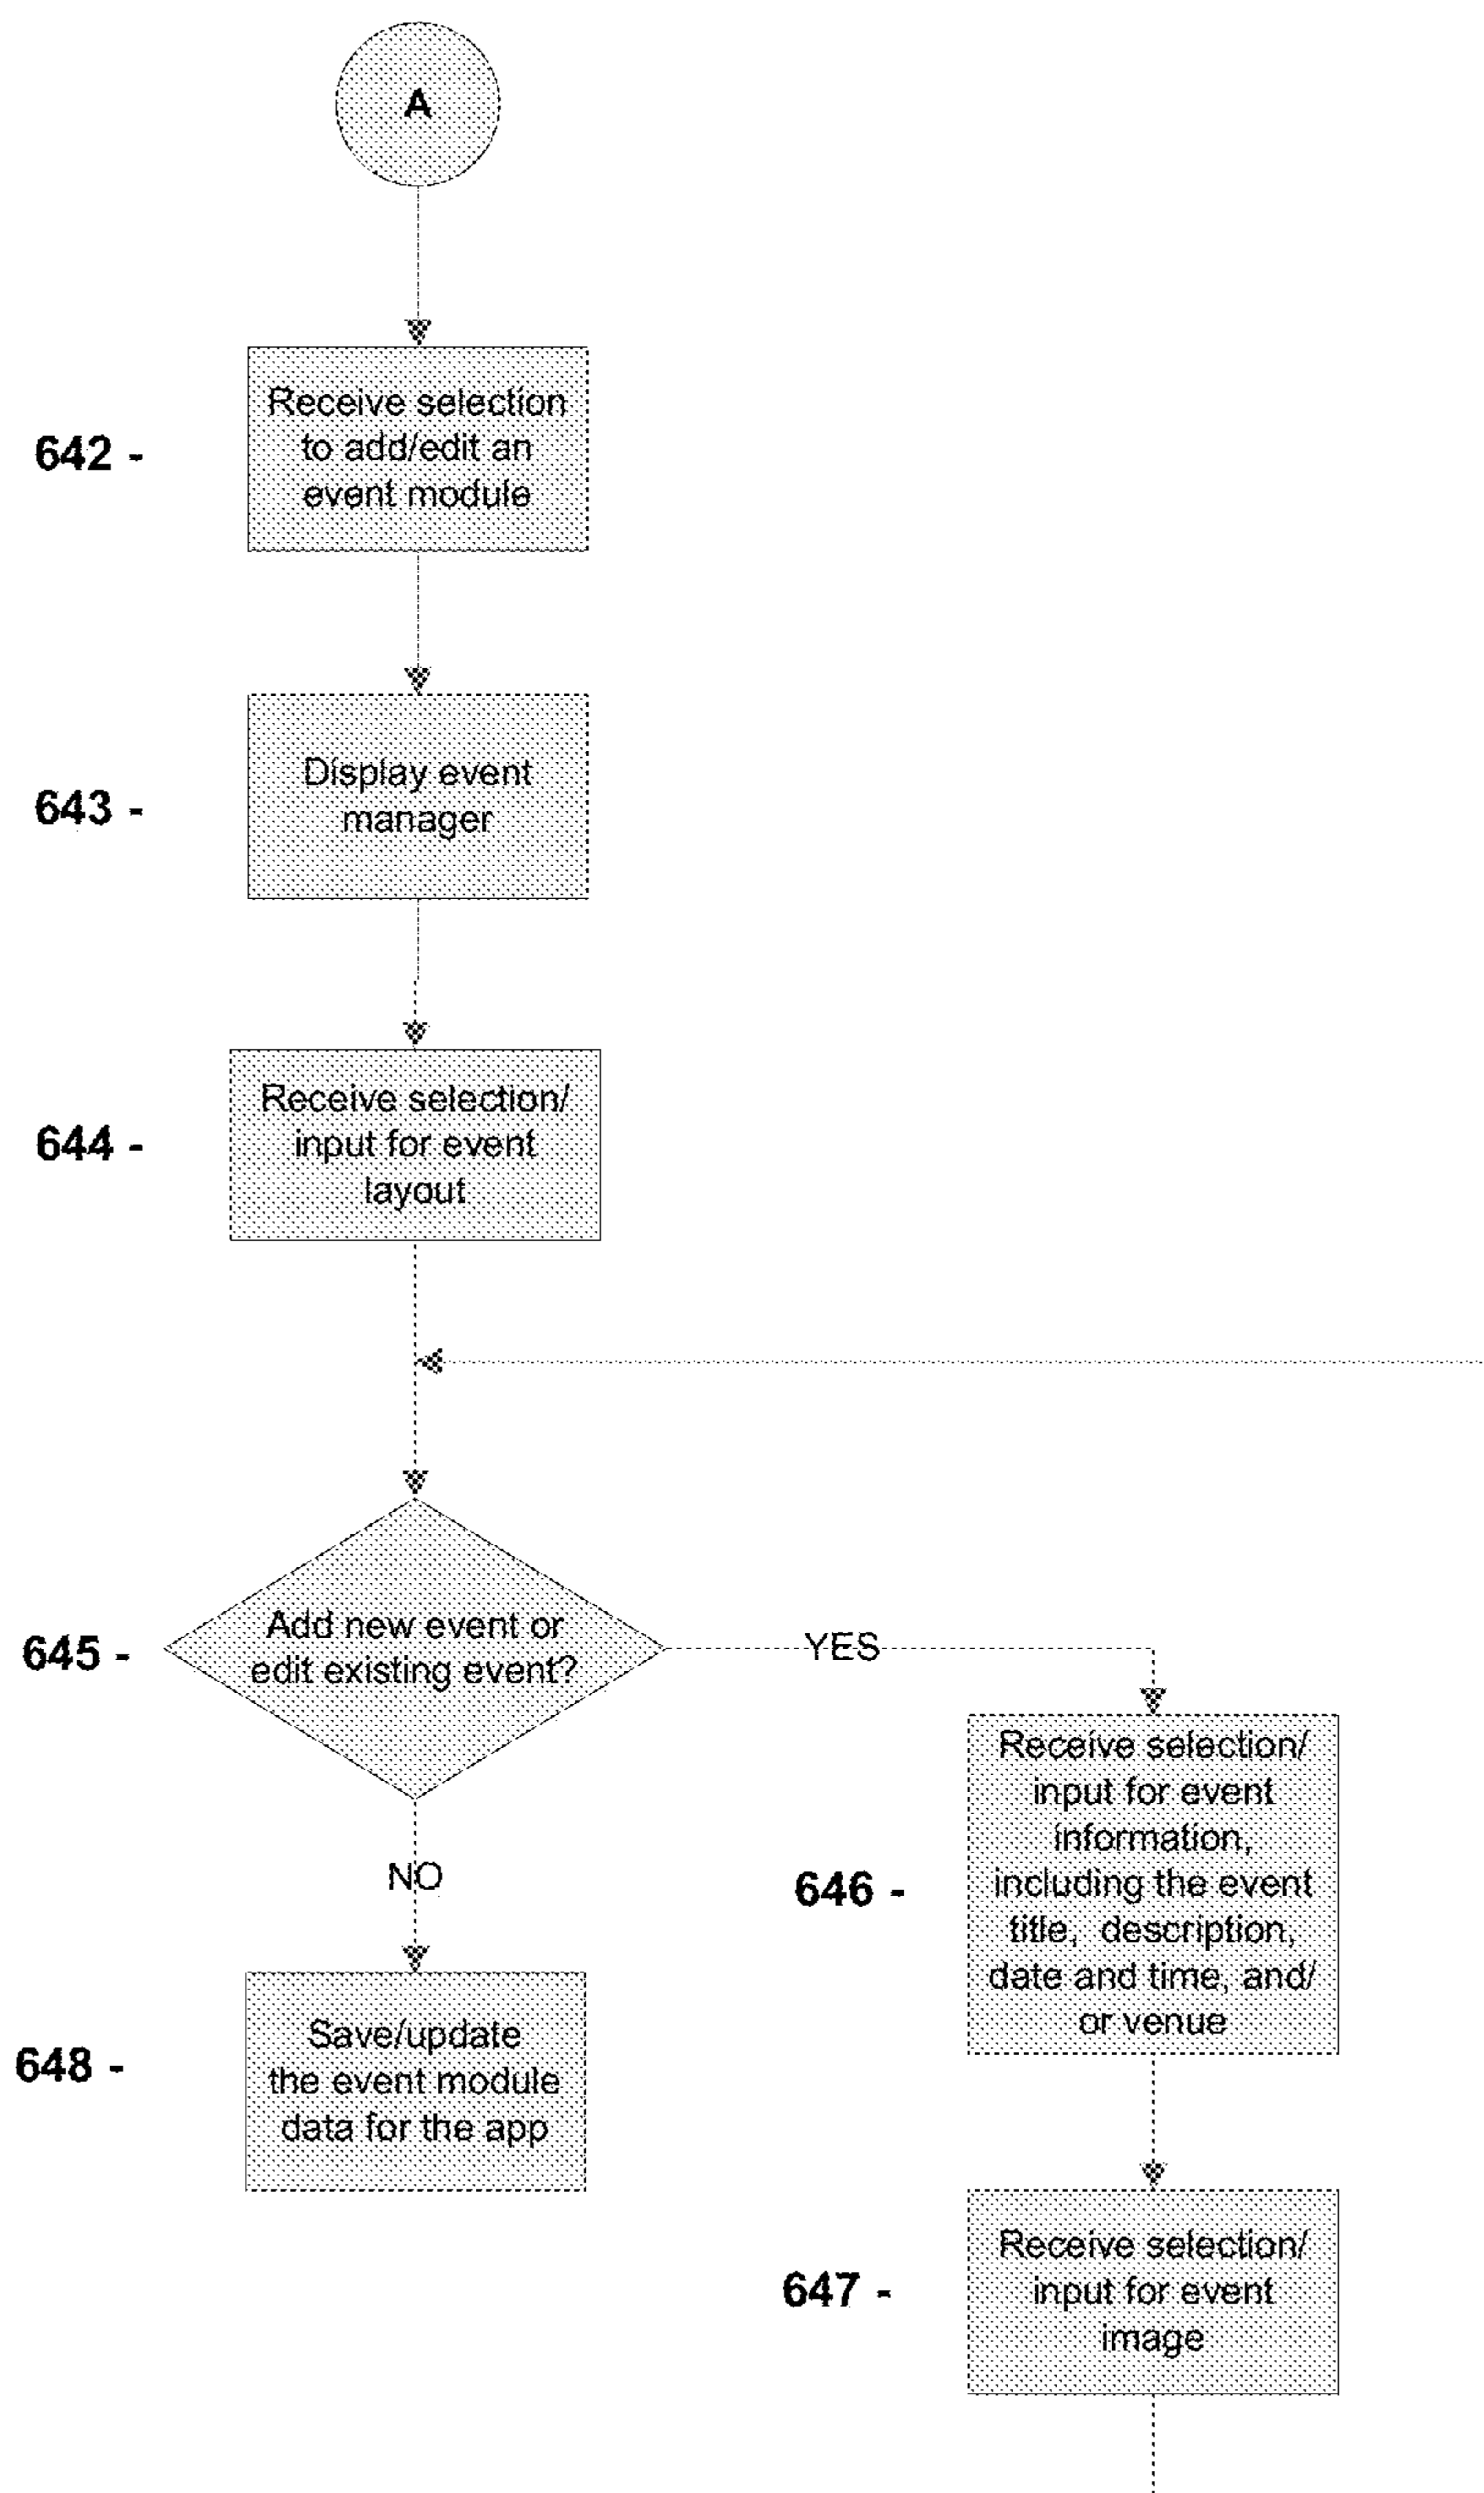 A
642 -
Receive selection
to add/edit an
event module
643 -
Display event
manager
644 -
Receive selection/
input for event
layout
645 -
Add new event or
edit existing event?
YES
NO
646 -
Receive selection/
input for event
information,
including the event
title, description,
date and time, and/
or venue
648 -
Save/update
the event module
data for the app
647 -
Receive selection/
input for event
image